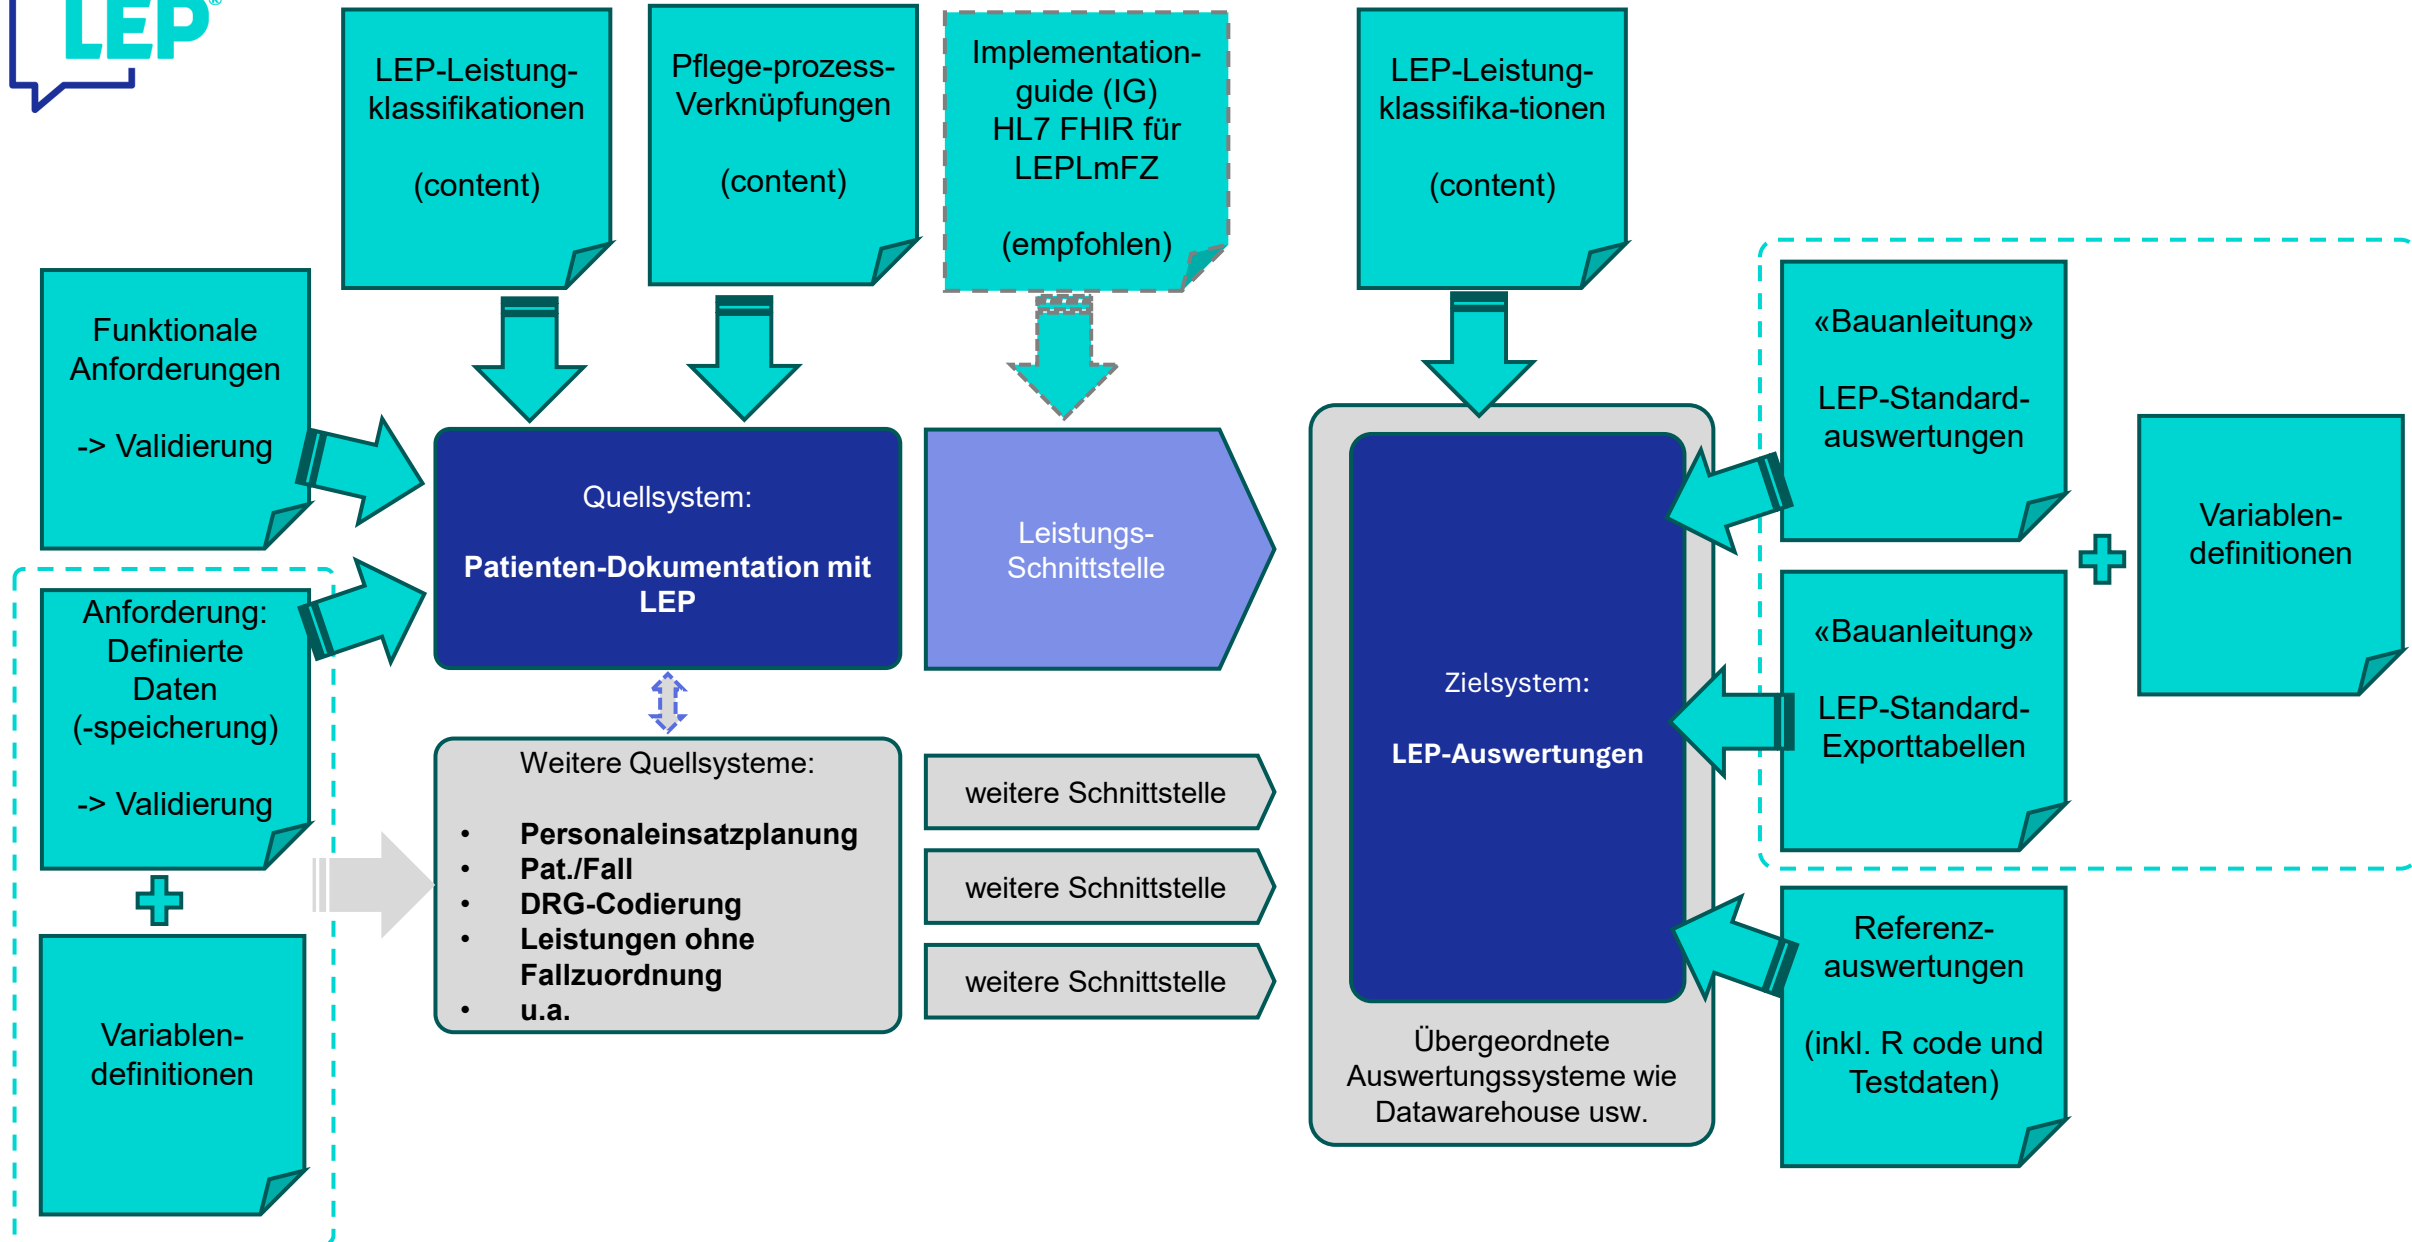 LEP®
LEP-Leistung-
klassifikationen
(content)
Pflege-prozess-
Verknüpfungen
(content)
Implementation-
guide (IG)
HL7 FHIR für
LEPLmFZ
(empfohlen)
LEP-Leistung-
klassifika-tionen
(content)
Funktionale
Anforderungen
-> Validierung
Anforderung:
Definierte
Daten
(-speicherung)
-> Validierung
Variablen-
definitionen
Quellsystem:
Patienten-Dokumentation mit
LEP
Leistungs-
Schnittstelle
Weitere Quellsysteme:
• Personaleinsatzplanung
• Pat./Fall
• DRG-Codierung
• Leistungen ohne
Fallzuordnung
• u.a.
weitere Schnittstelle
weitere Schnittstelle
weitere Schnittstelle
Zielsystem:
LEP-Auswertungen
Übergeordnete
Auswertungssysteme wie
Datawarehouse usw.
«Bauanleitung»
LEP-Standard-
auswertungen
«Bauanleitung»
LEP-Standard-
Exporttabellen
Variablen-
definitionen
Referenz-
auswertungen
(inkl. R code und
Testdaten)